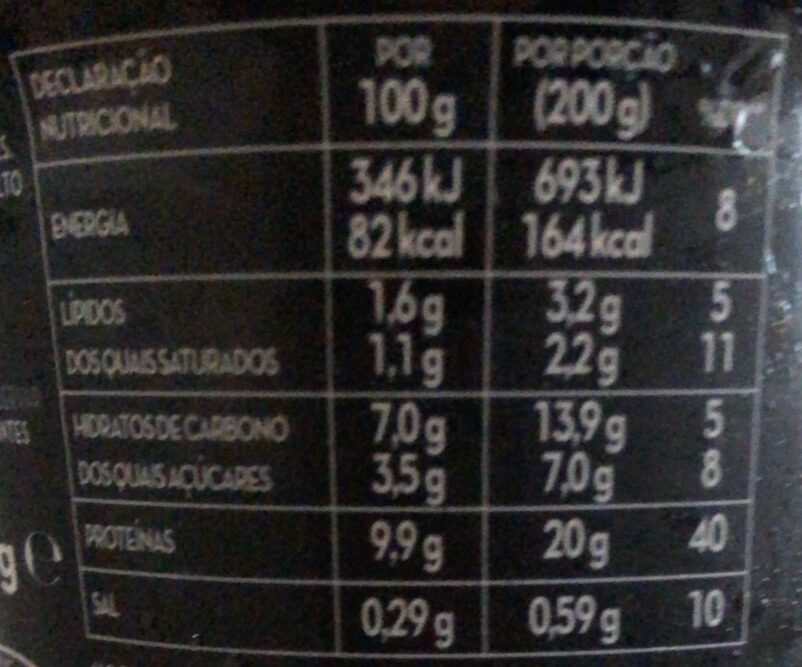 DECLARAÇÃO NUTRICIONAL POR 100 g POR PORÇÃO (200 g)
ENERGIA 346 kJ 693 kJ 8
82 kcal 164 kcal
LÍPIDOS 1,6 g 3,2 g 5
DOS QUAIS SATURADOS 1,1 g 2,2 g 11
HIDRATOS DE CARBONO 7,0 g 13,9 g 5
DOS QUAIS AÇÚCARES 3,5 g 7,0 g 8
PROTEÍNAS 9,9 g 20 g 40
SAL 0,29 g 0,59 g 10
g e